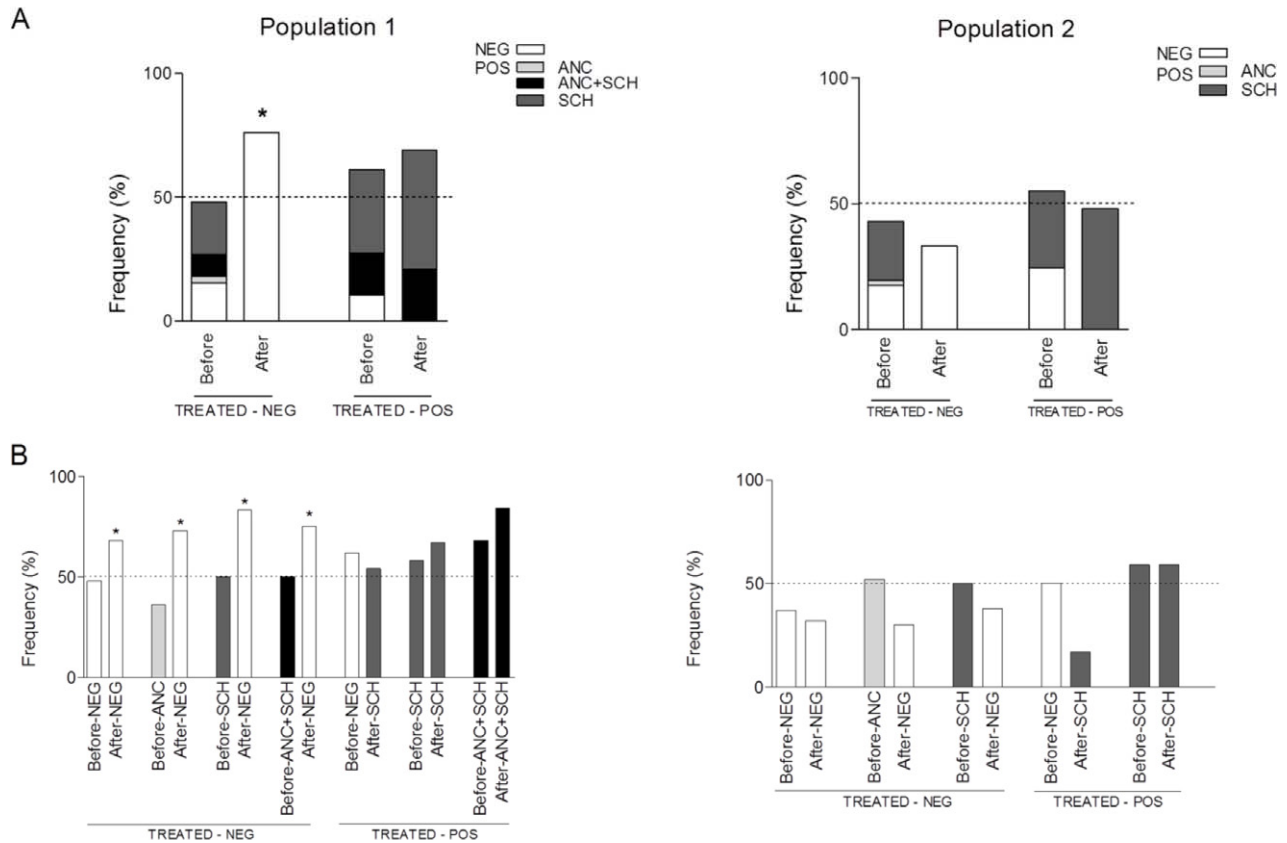 A
Population 1
NEG
POS
ANC
ANC+SCH
SCH
100
50
0
Frequency (%)
Before
After
Before
After
TREATED - NEG
TREATED - POS
*
Population 2
NEG
POS
ANC
SCH
100
50
0
Frequency (%)
Before
After
Before
After
TREATED - NEG
TREATED - POS
B
100
50
0
Frequency (%)
*
*
*
*
Before-NEG
After-NEG
Before-ANC
After-NEG
Before-SCH
After-NEG
Before-ANC+SCH
After-NEG
Before-NEG
After-SCH
Before-SCH
After-SCH
Before-ANC+SCH
After-ANC+SCH
TREATED - NEG
TREATED - POS
100
50
0
Frequency (%)
Before-NEG
After-NEG
Before-ANC
After-NEG
Before-SCH
After-NEG
Before-NEG
After-SCH
Before-SCH
After-SCH
TREATED - NEG
TREATED - POS